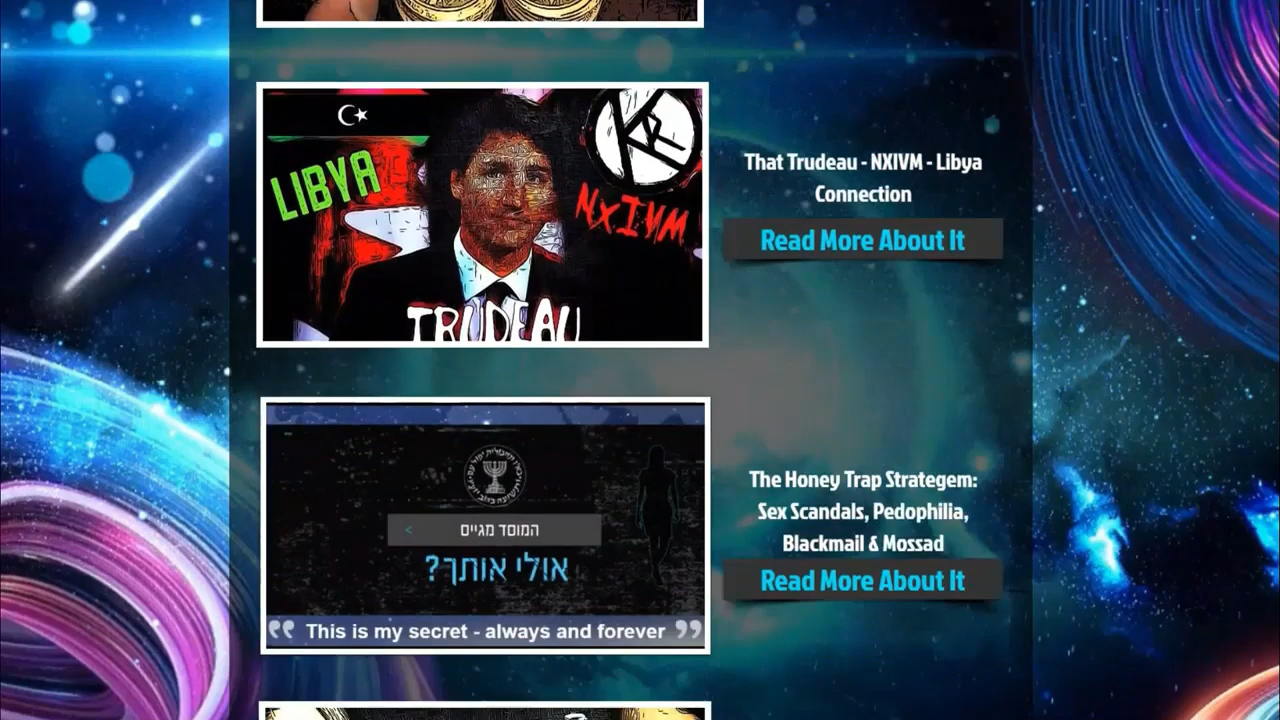 LIBYA
NXIVM
TRUDEAU
That Trudeau - NXIVM - Libya
Connection
Read More About It
המוסד מגייס
אולי אותך?
" This is my secret - always and forever "
The Honey Trap Strategem:
Sex Scandals, Pedophilia,
Blackmail & Mossad
Read More About It